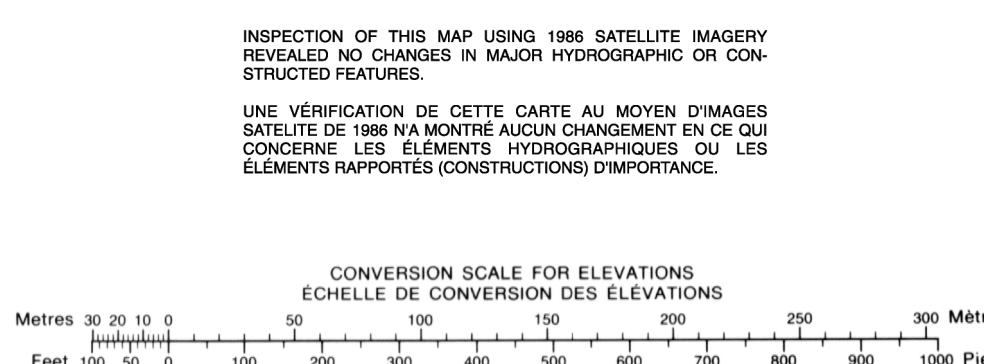 INSPECTION OF THIS MAP USING 1986 SATELLITE IMAGERY
REVEALED NO CHANGES IN MAJOR HYDROGRAPHIC OR CON-
STRUCTED FEATURES.
UNE VÉRIFICATION DE CETTE CARTE AU MOYEN D'IMAGES
SATELITE DE 1986 N'A MONTRÉ AUCUN CHANGEMENT EN CE QUI
CONCERNE LES ÉLÉMENTS HYDROGRAPHIQUES OU LES
ÉLÉMENTS RAPPORTÉS (CONSTRUCTIONS) D'IMPORTANCE.
CONVERSION SCALE FOR ELEVATIONS
ÉCHELLE DE CONVERSION DES ÉLÉVATIONS
Metres 30 20 10 0 50 100 150 200 250 300 Mètr
Feet 100 50 0 100 200 300 400 500 600 700 800 900 1000 Pie